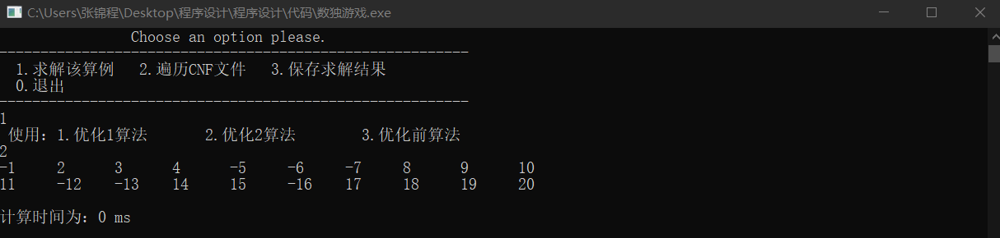 C:\Users\张锦程\Desktop\程序设计\程序设计\代码\数独游戏.exe
Choose an option please.
---------------------------------------------------------
1.求解该算例 2.遍历CNF文件 3.保存求解结果
0.退出
---------------------------------------------------------
1
使用：1.优化1算法 2.优化2算法 3.优化前算法
2
-1 2 3 4 -5 -6 -7 8 9 10
11 -12 -13 14 15 -16 17 18 19 20
计算时间为：0 ms